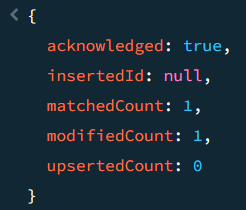 < {
acknowledged: true,
insertedId: null,
matchedCount: 1,
modifiedCount: 1,
upsertedCount: 0
}